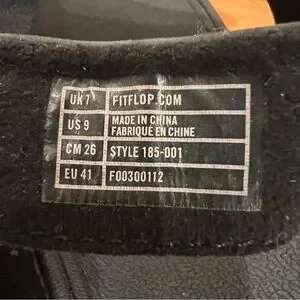 UK 7 FITFLOP.COM
US 9 MADE IN CHINA
FABRIQUÉ EN CHINE
CM 26 STYLE 185-001
EU 41 F00300112